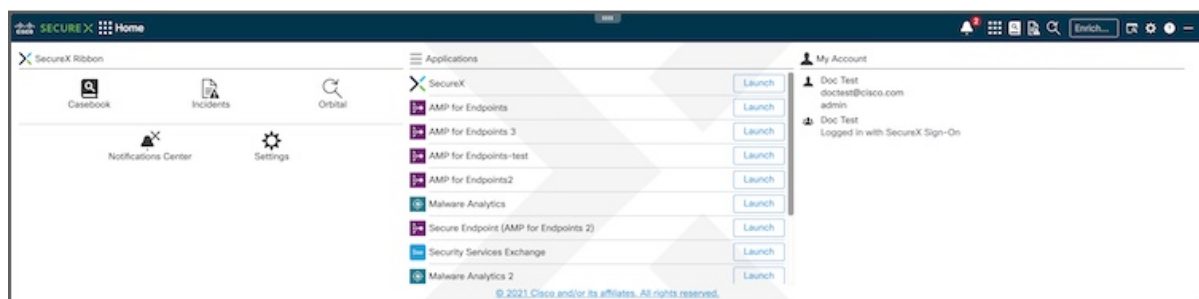 cisco SECUREX Home
2
Enrich...
SecureX Ribbon
Casebook
Incidents
Orbital
Notifications Center
Settings
Applications
SecureX Launch
AMP for Endpoints Launch
AMP for Endpoints 3 Launch
AMP for Endpoints-test Launch
AMP for Endpoints2 Launch
Malware Analytics Launch
Secure Endpoint (AMP for Endpoints 2) Launch
Security Services Exchange Launch
Malware Analytics 2 Launch
My Account
Doc Test
doctest@cisco.com
admin
Doc Test
Logged in with SecureX Sign-On
© 2021 Cisco and/or its affiliates. All rights reserved.